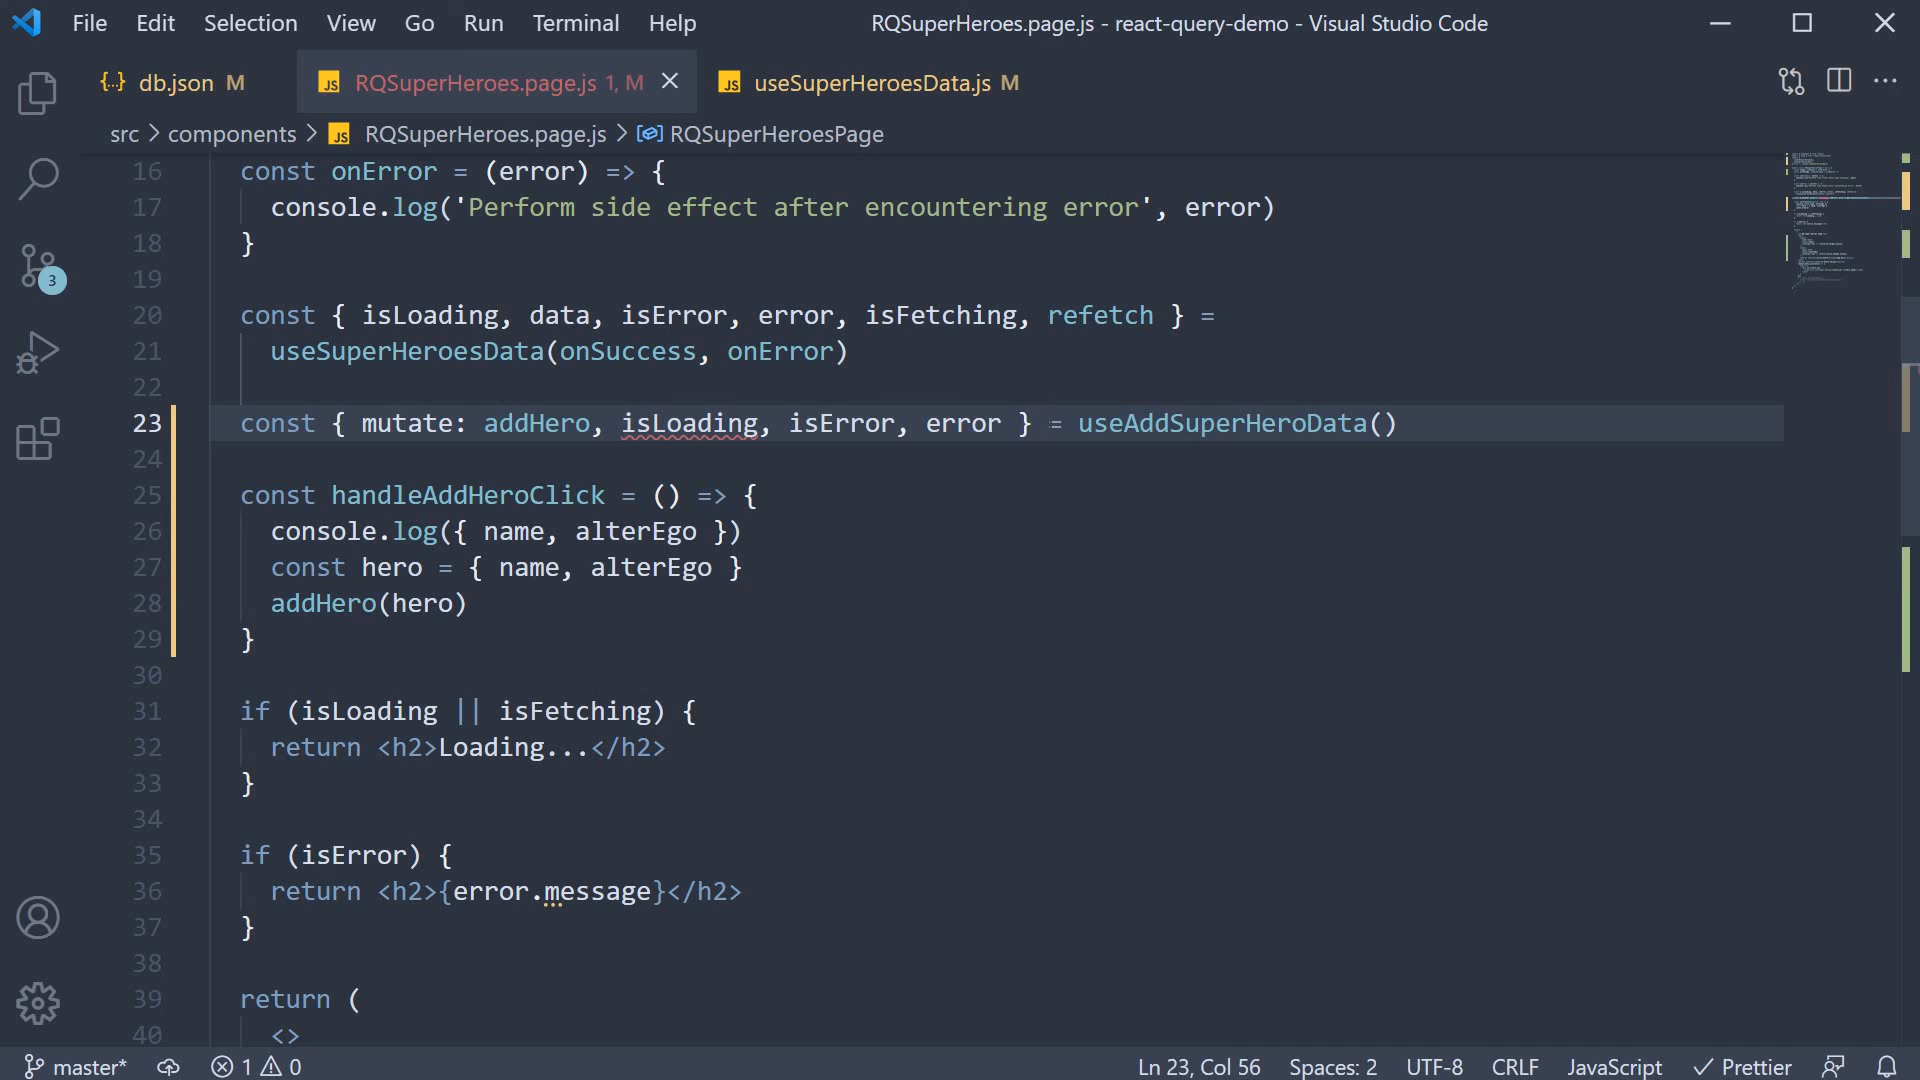 File Edit Selection View Go Run Terminal Help RQSuperHeroes.page.js - react-query-demo - Visual Studio Code
{..} db.json M JS RQSuperHeroes.page.js 1, M JS useSuperHeroesData.js M
src > components > JS RQSuperHeroes.page.js > RQSuperHeroesPage
16 const onError = (error) => {
17 console.log('Perform side effect after encountering error', error)
18 }
19
20 const { isLoading, data, isError, error, isFetching, refetch } =
21 useSuperHeroesData(onSuccess, onError)
22
23 const { mutate: addHero, isLoading, isError, error } = useAddSuperHeroData()
24
25 const handleAddHeroClick = () => {
26 console.log({ name, alterEgo })
27 const hero = { name, alterEgo }
28 addHero(hero)
29 }
30
31 if (isLoading || isFetching) {
32 return <h2>Loading...</h2>
33 }
34
35 if (isError) {
36 return <h2>{error.message}</h2>
37 }
38
39 return (
40 <>
3
master* 1 0 Ln 23, Col 56 Spaces: 2 UTF-8 CRLF JavaScript Prettier